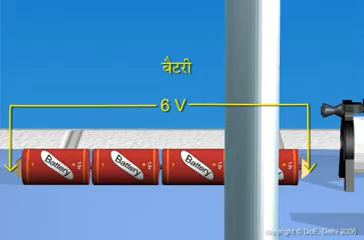 बैटरी
6 V
Battery Battery Battery
Copyright © DoE, Delhi 2006